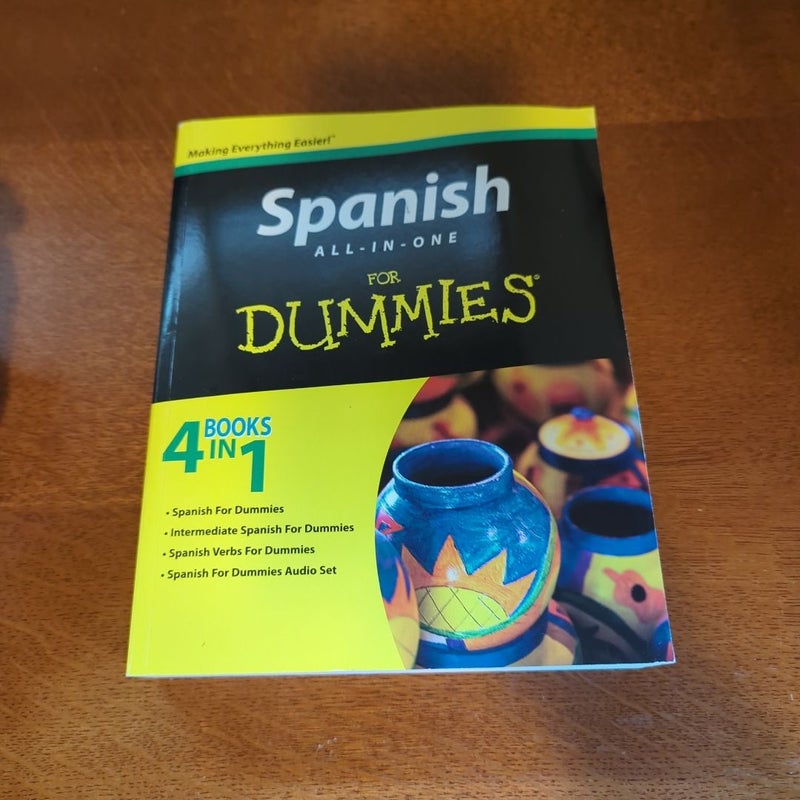 Making Everything Easier!™
Spanish
ALL-IN-ONE
FOR
DUMMIES®
4 BOOKS IN 1
• Spanish For Dummies
• Intermediate Spanish For Dummies
• Spanish Verbs For Dummies
• Spanish For Dummies Audio Set